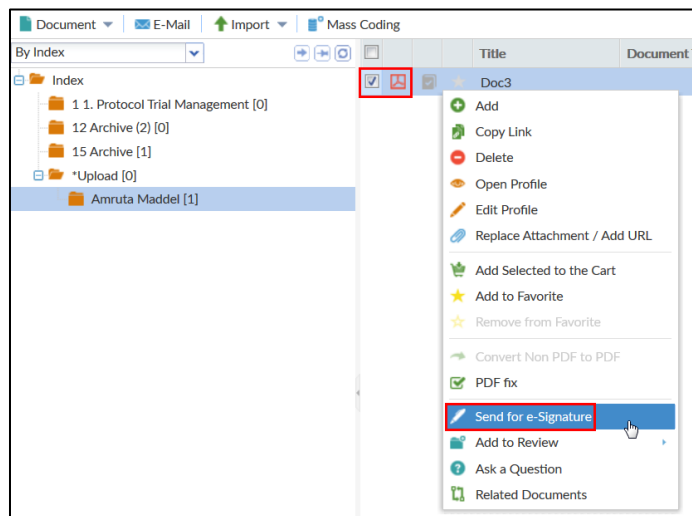 Document E-Mail Import Mass Coding
By Index
Title Document
Index
Doc3
1 1. Protocol Trial Management [0]
12 Archive (2) [0]
15 Archive [1]
*Upload [0]
Amruta Maddel [1]
Add
Copy Link
Delete
Open Profile
Edit Profile
Replace Attachment / Add URL
Add Selected to the Cart
Add to Favorite
Remove from Favorite
Convert Non PDF to PDF
PDF fix
Send for e-Signature
Add to Review
Ask a Question
Related Documents